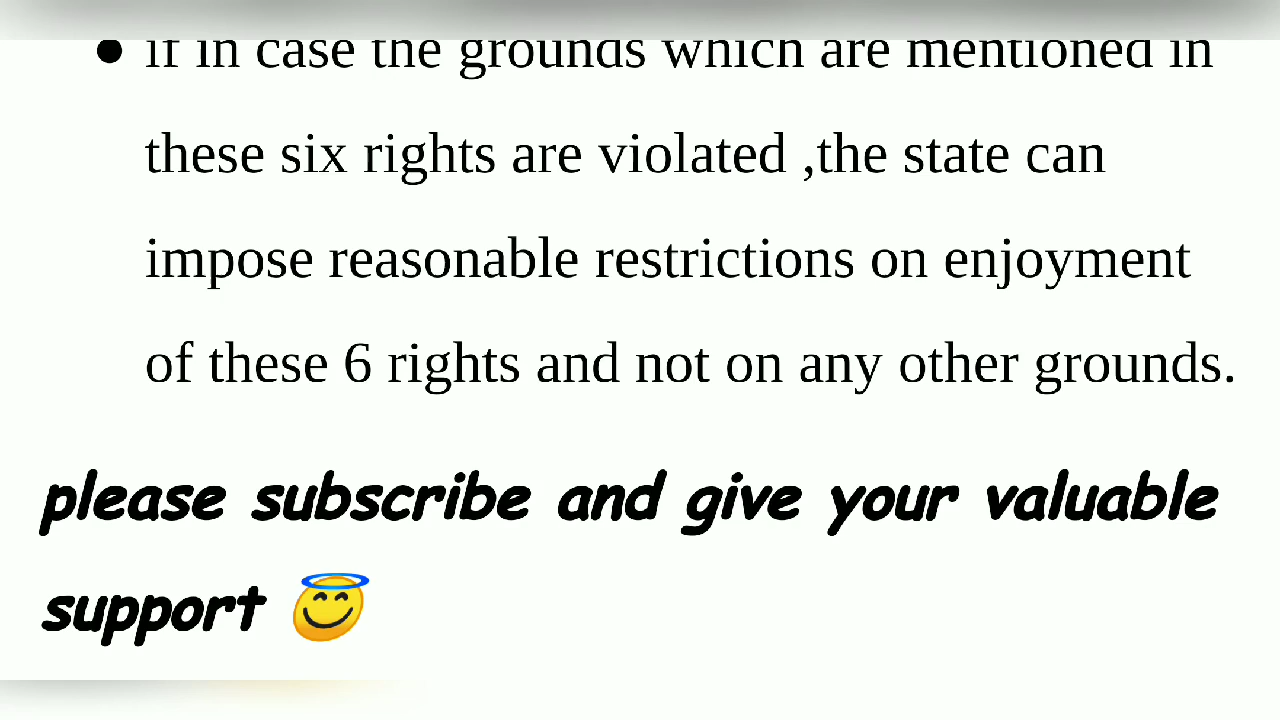 ● if in case the grounds which are mentioned in
these six rights are violated ,the state can
impose reasonable restrictions on enjoyment
of these 6 rights and not on any other grounds.
please subscribe and give your valuable
support 😇